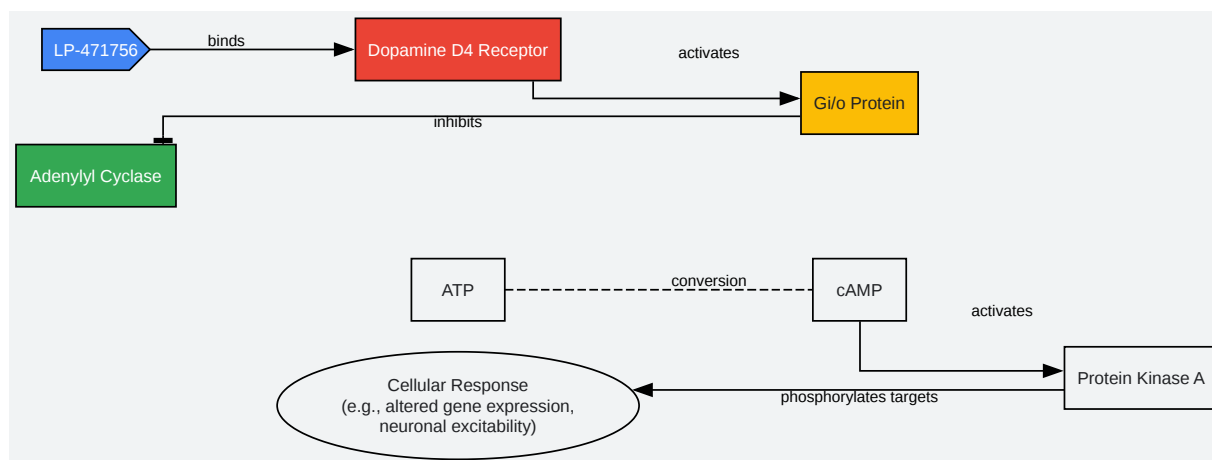 LP-471756
binds
Dopamine D4 Receptor
activates
Gi/o Protein
inhibits
Adenylyl Cyclase
ATP
conversion
cAMP
activates
Protein Kinase A
Cellular Response
(e.g., altered gene expression,
neuronal excitability)
phosphorylates targets